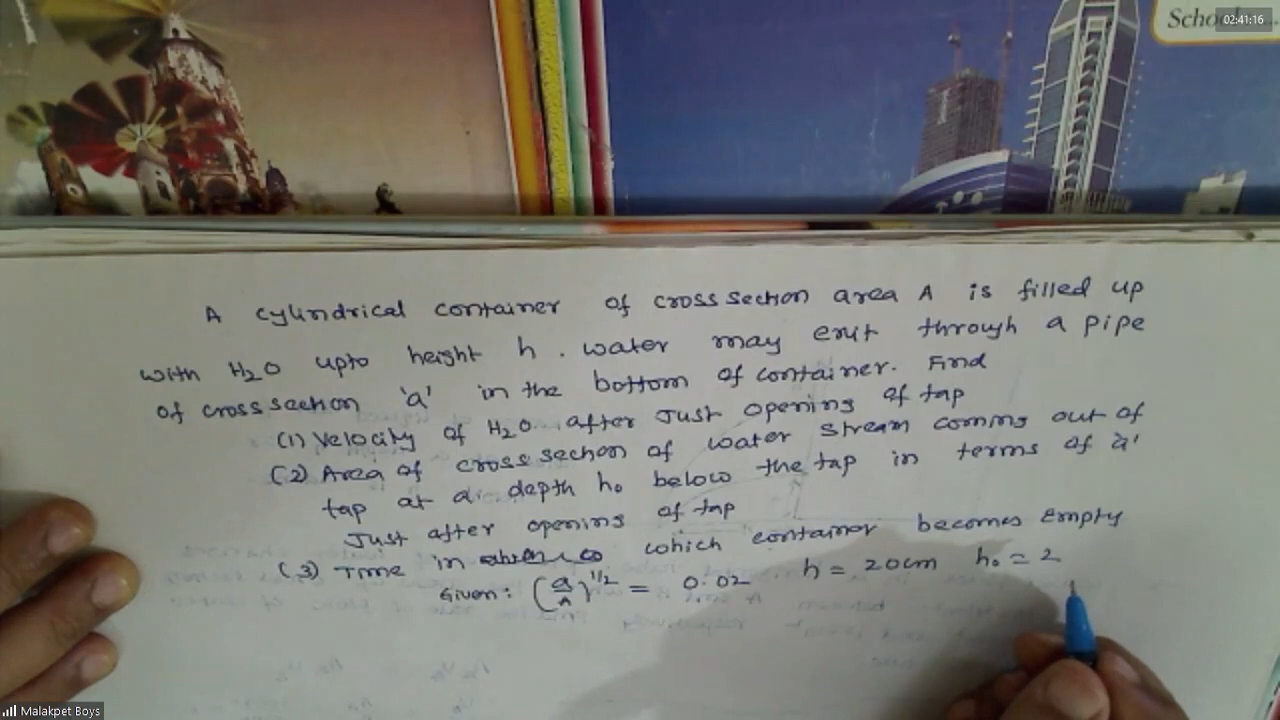 Schoo
02:41:16
A cylindrical container of cross section area A is filled up
with H2O upto height h. water may exit through a pipe
of cross section 'a' in the bottom of container. Find
(1) Velocity of H2O after Just opening of tap
(2) Area of cross section of water stream coming out of
tap at a depth h₀ below the tap in terms of 'a'
Just after opening of tap
(3) Time in which container becomes empty
Given: (a/A)^1/2 = 0.02 h = 20cm h₀ = 2
Malakpet Boys